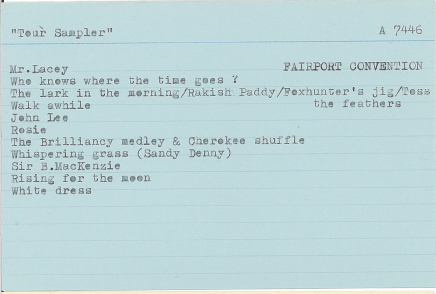 "Tour Sampler" A 7446
Mr.Lacey FAIRPORT CONVENTION
Who knows where the time goes ?
The lark in the morning/Rakish Paddy/Foxhunter's jig/Toss
Walk awhile the feathers
John Lee
Rosie
The Brilliancy medley & Cherokee shuffle
Whispering grass (Sandy Denny)
Sir B.MacKenzie
Rising for the moon
White dress